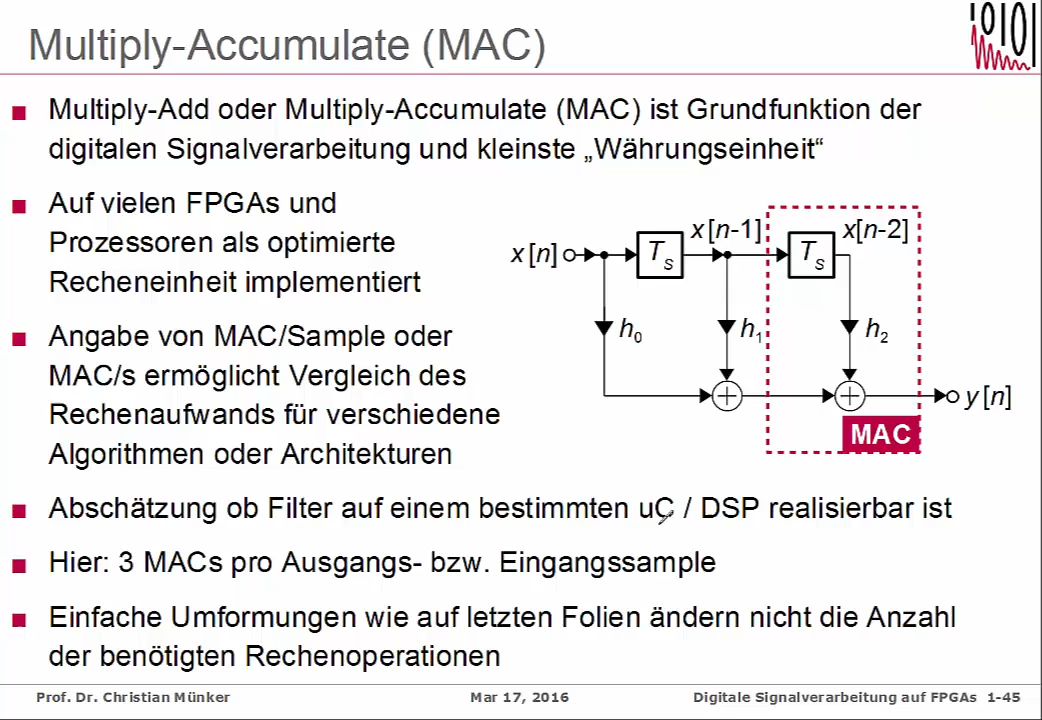 Multiply-Accumulate (MAC)
Multiply-Add oder Multiply-Accumulate (MAC) ist Grundfunktion der
digitalen Signalverarbeitung und kleinste „Währungseinheit“
Auf vielen FPGAs und
Prozessoren als optimierte
Recheneinheit implementiert
Angabe von MAC/Sample oder
MAC/s ermöglicht Vergleich des
Rechenaufwands für verschiedene
Algorithmen oder Architekturen
x[n]
T_S
x[n-1]
T_S
x[n-2]
h_0
h_1
h_2
y[n]
MAC
Abschätzung ob Filter auf einem bestimmten uC / DSP realisierbar ist
Hier: 3 MACs pro Ausgangs- bzw. Eingangssample
Einfache Umformungen wie auf letzten Folien ändern nicht die Anzahl
der benötigten Rechenoperationen
Prof. Dr. Christian Münker Mar 17, 2016 Digitale Signalverarbeitung auf FPGAs 1-45